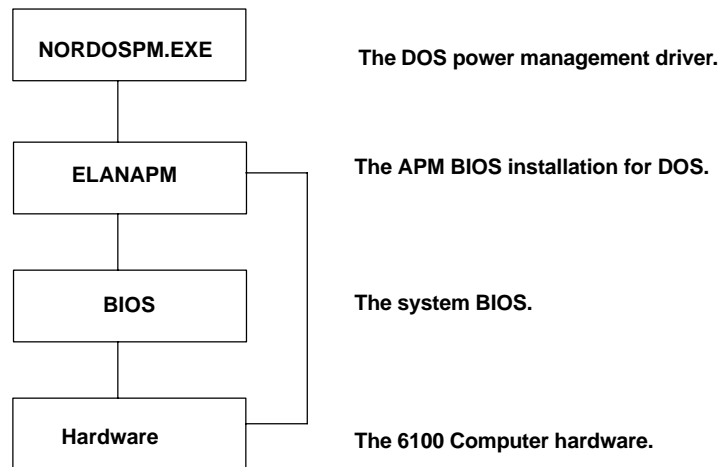 NORDOSPM.EXE
The DOS power management driver.
ELANAPM
The APM BIOS installation for DOS.
BIOS
The system BIOS.
Hardware
The 6100 Computer hardware.